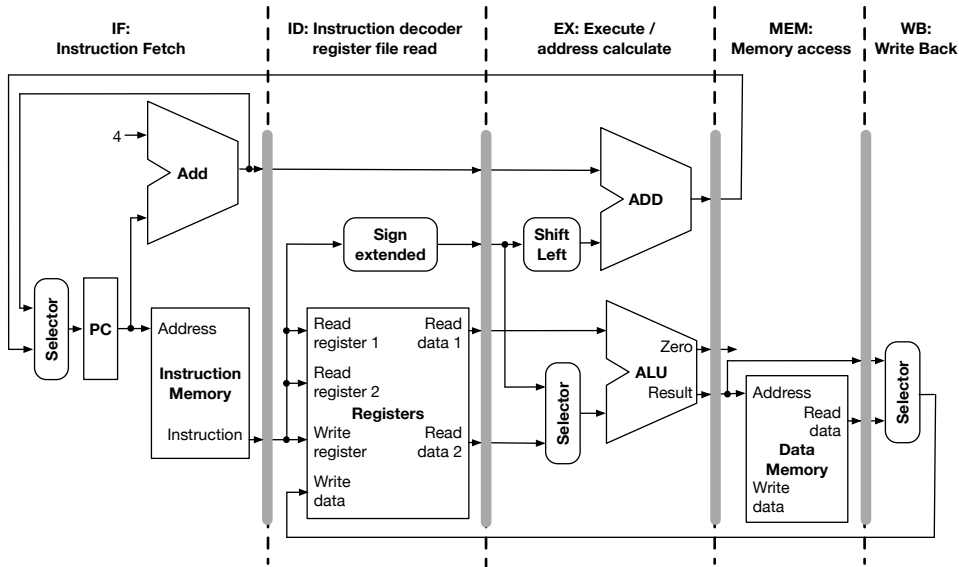 IF:
Instruction Fetch
ID: Instruction decoder
register file read
EX: Execute /
address calculate
MEM:
Memory access
WB:
Write Back
4
Add
ADD
Sign
extended
Shift
Left
Selector
PC
Address
Instruction
Memory
Instruction
Read
register 1
Read
data 1
Read
register 2
Registers
Write
register
Read
data 2
Write
data
Selector
Zero
ALU
Result
Address
Read
data
Data
Memory
Write
data
Selector